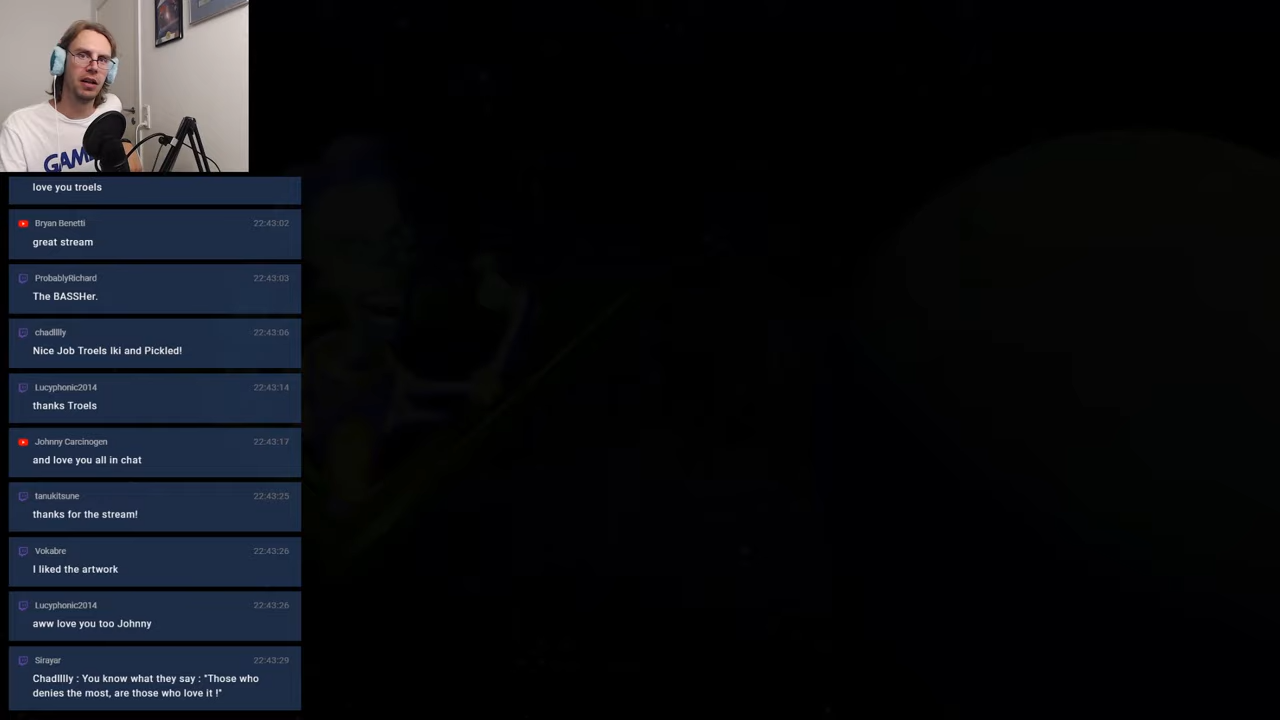 GAM
love you troels
Bryan Benetti 22:43:02
great stream
ProbablyRichard 22:43:03
The BASSHer.
chadlllly 22:43:06
Nice Job Troels Iki and Pickled!
Lucyphonic2014 22:43:14
thanks Troels
Johnny Carcinogen 22:43:17
and love you all in chat
tanukitsune 22:43:25
thanks for the stream!
Vokabre 22:43:26
I liked the artwork
Lucyphonic2014 22:43:26
aww love you too Johnny
Sirayar 22:43:29
Chadlllly : You know what they say : "Those who
denies the most, are those who love it !"